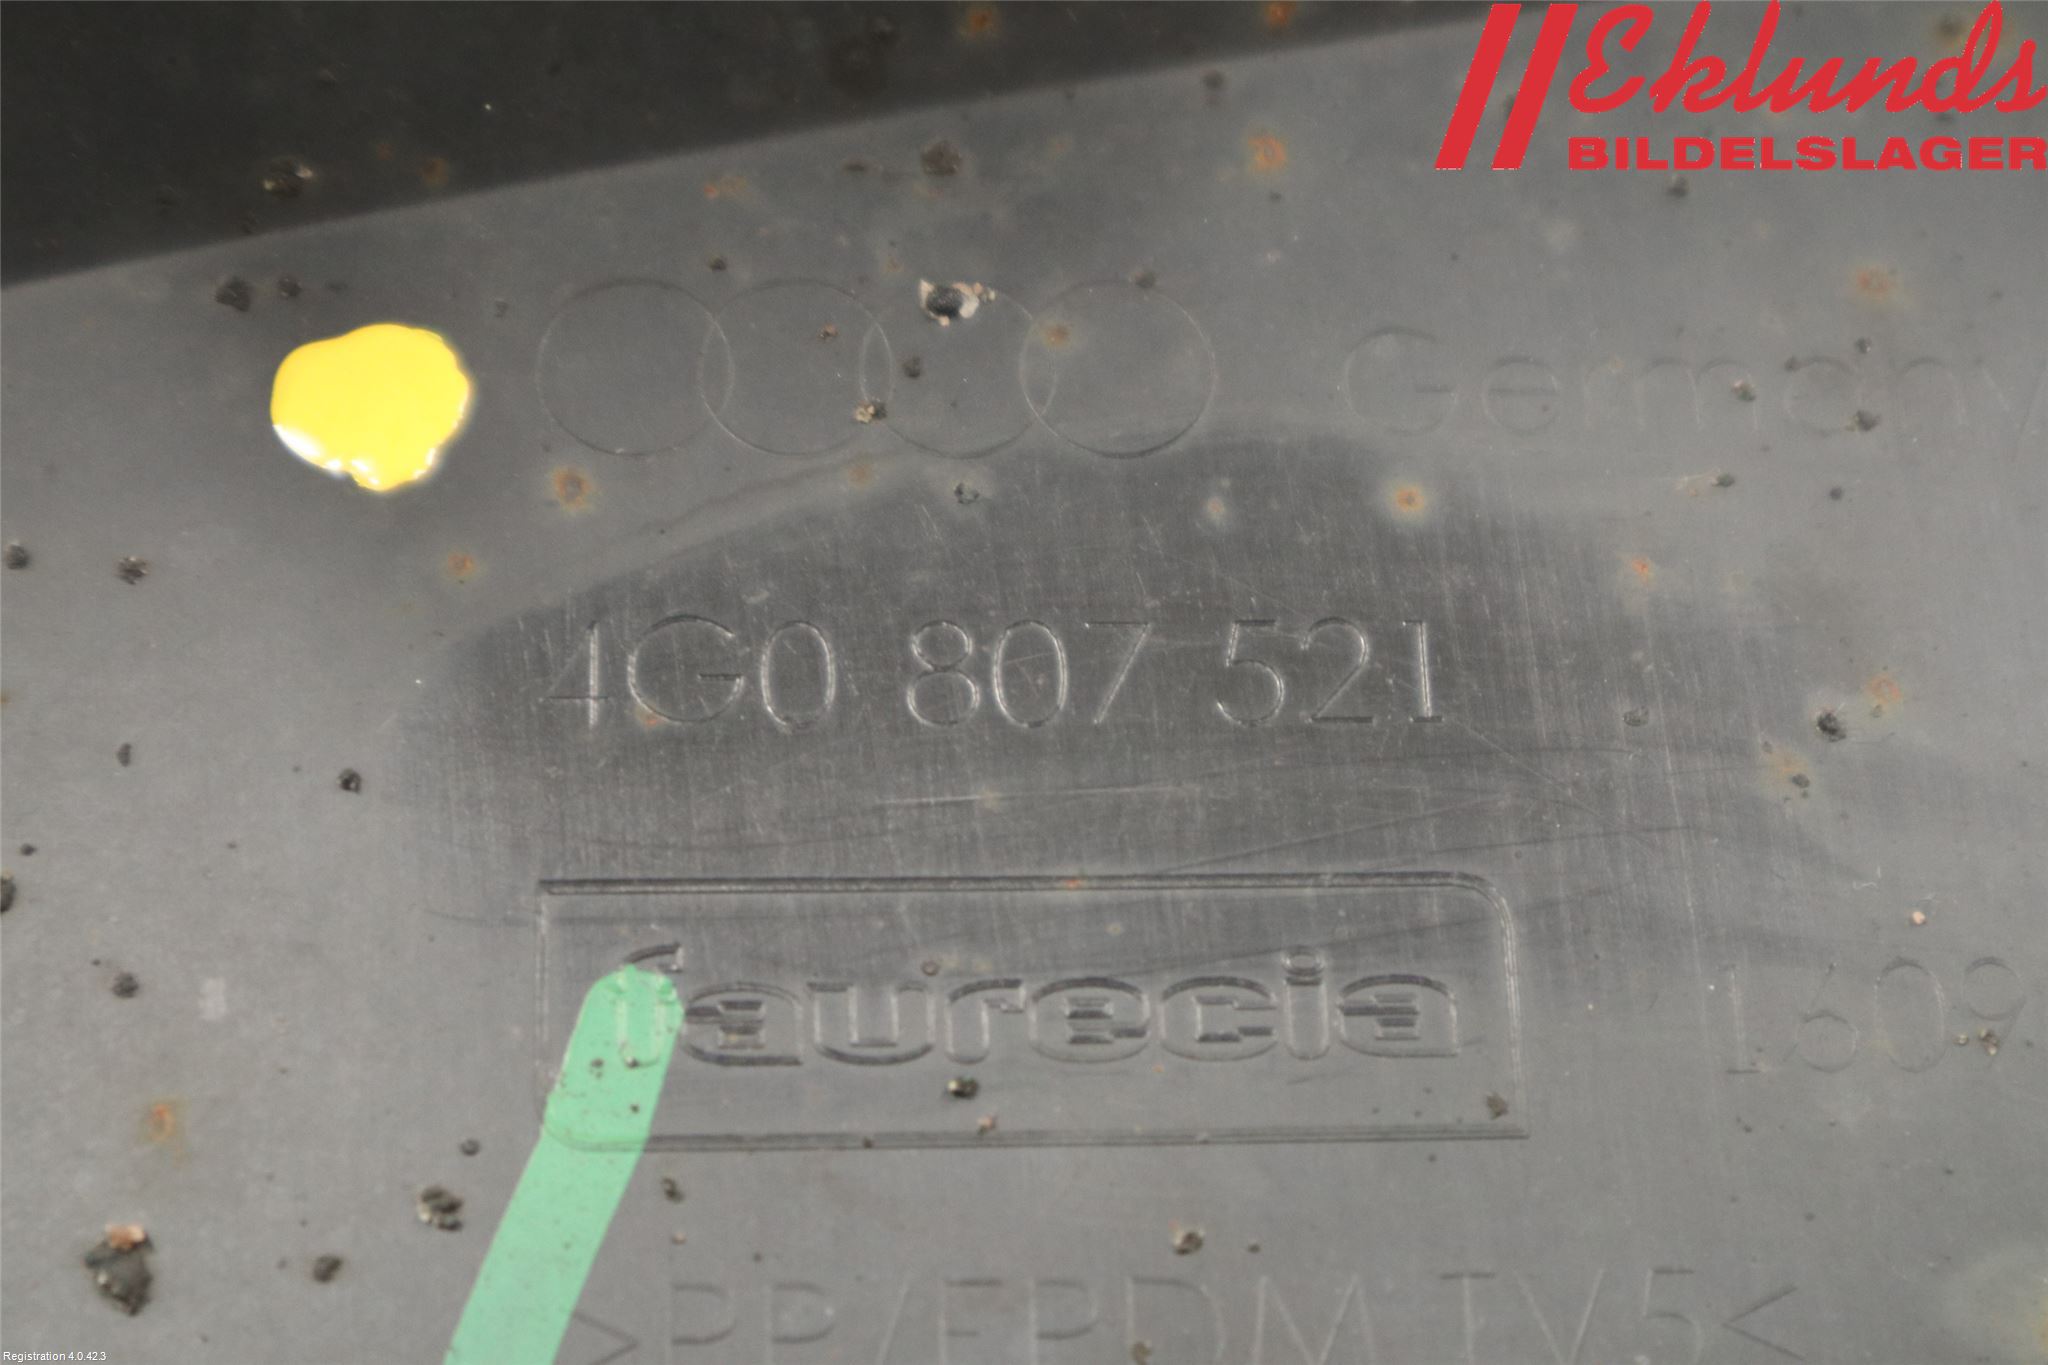 Eklunds
BILDELSLAGER
Germany
4G0 807 521
faurecia
1609
>PP/EPDM TV5<
Registration 4.0.42.3